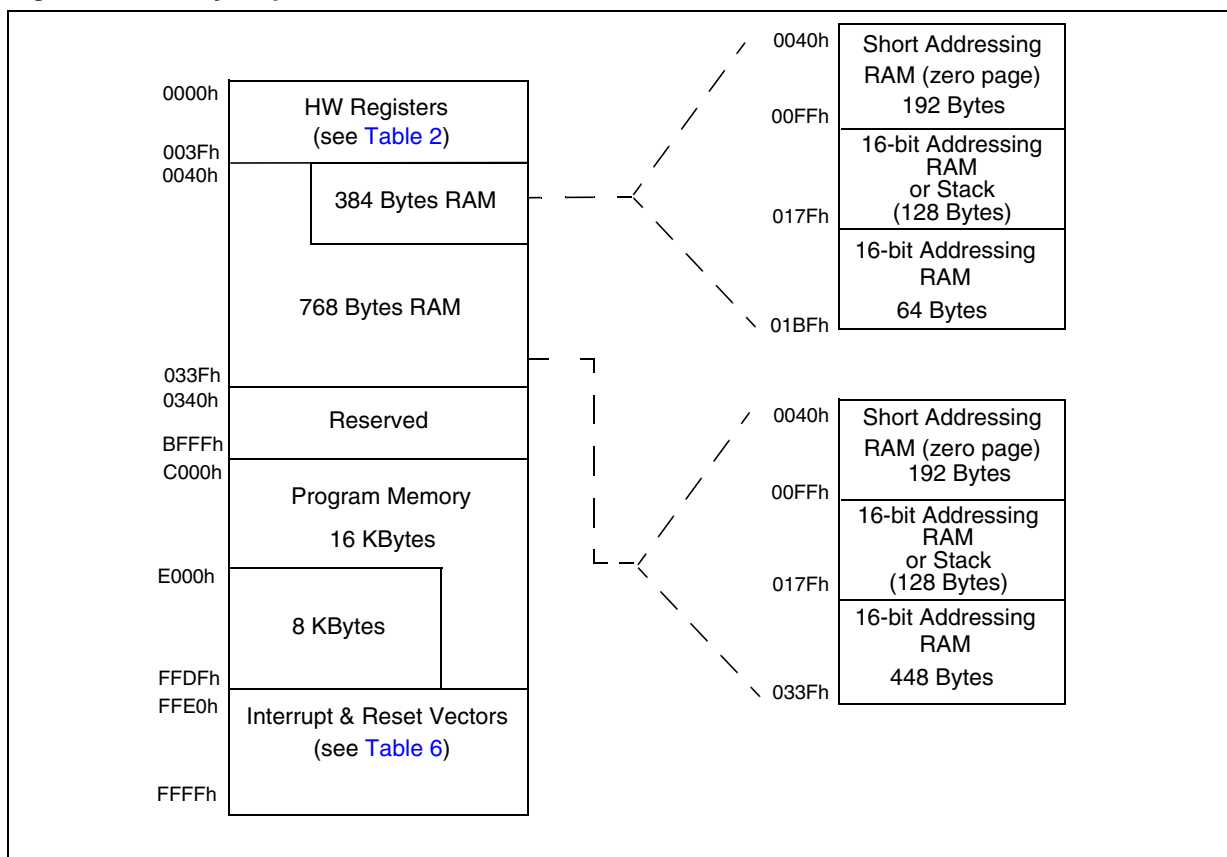 0000h
HW Registers
(see Table 2)
003Fh
0040h
384 Bytes RAM
768 Bytes RAM
033Fh
0340h
Reserved
BFFFh
C000h
Program Memory
16 KBytes
E000h
8 KBytes
FFDFh
FFE0h
Interrupt & Reset Vectors
(see Table 6)
FFFFh
0040h
Short Addressing
RAM (zero page)
192 Bytes
00FFh
16-bit Addressing
RAM
or Stack
(128 Bytes)
017Fh
16-bit Addressing
RAM
64 Bytes
01BFh
0040h
Short Addressing
RAM (zero page)
192 Bytes
00FFh
16-bit Addressing
RAM
or Stack
(128 Bytes)
017Fh
16-bit Addressing
RAM
448 Bytes
033Fh